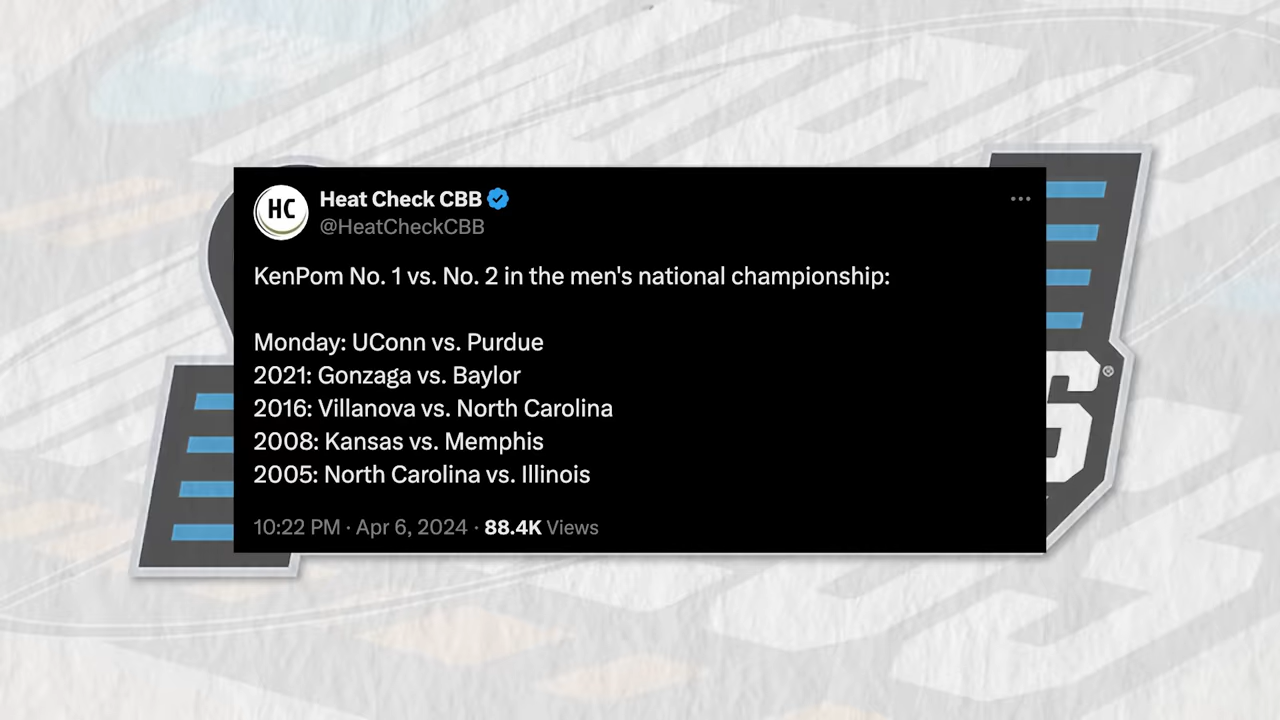 HC
Heat Check CBB
@HeatCheckCBB
KenPom No. 1 vs. No. 2 in the men's national championship:
Monday: UConn vs. Purdue
2021: Gonzaga vs. Baylor
2016: Villanova vs. North Carolina
2008: Kansas vs. Memphis
2005: North Carolina vs. Illinois
10:22 PM · Apr 6, 2024 · 88.4K Views
®